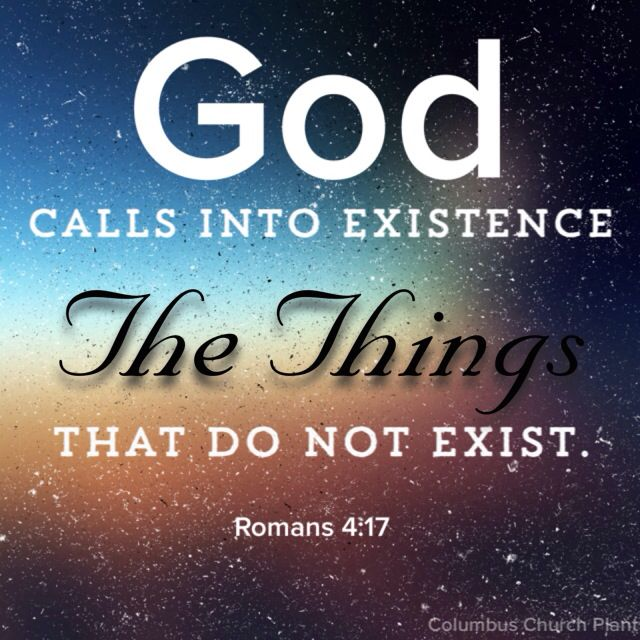 God
CALLS INTO EXISTENCE
The Things
THAT DO NOT EXIST.
Romans 4:17
Columbus Church Plant